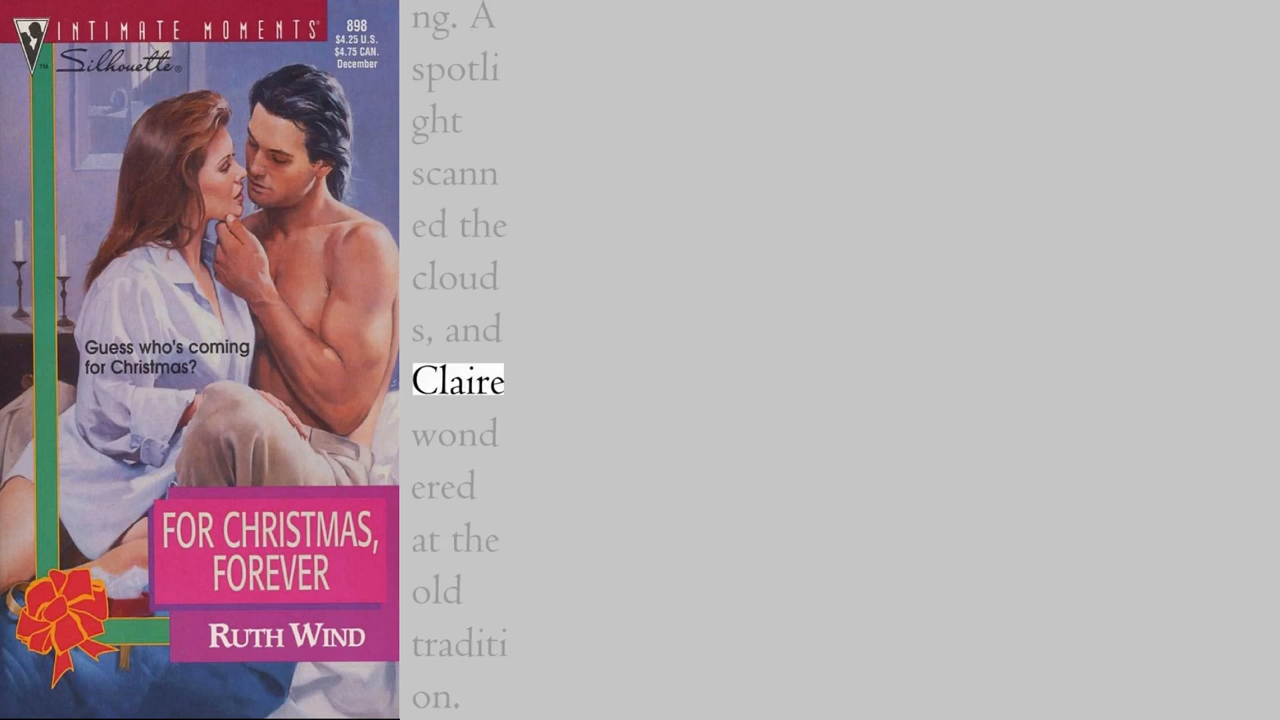 INTIMATE MOMENTS®
898
$4.25 U.S.
$4.75 CAN.
December
™ Silhouette®
Guess who's coming
for Christmas?
FOR CHRISTMAS,
FOREVER
RUTH WIND
ng. A
spotli
ght
scann
ed the
cloud
s, and
Claire
wond
ered
at the
old
traditi
on.